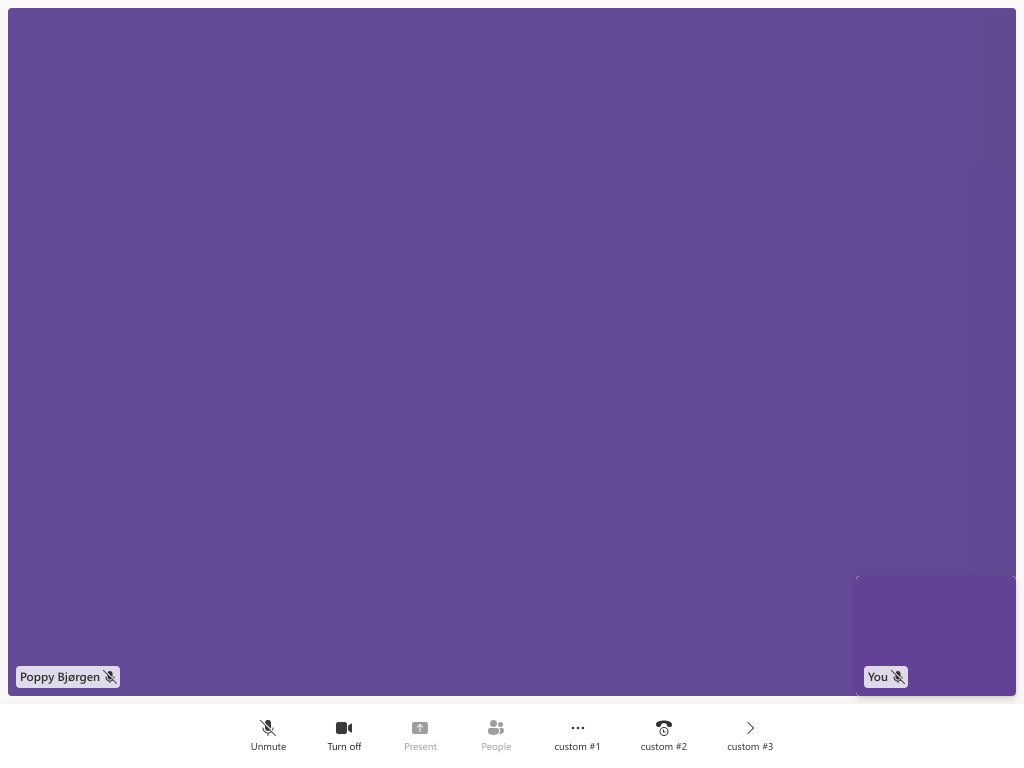 Poppy Bjørgen
You
Unmute
Turn off
Present
People
custom #1
custom #2
custom #3